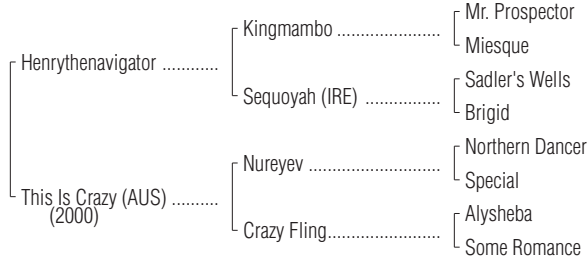 Mr. Prospector
Kingmambo ....................
Miesque
Henrythenavigator ...........
Sadler's Wells
Sequoyah (IRE) ...............
Brigid
Northern Dancer
Nureyev .........................
Special
This Is Crazy (AUS) .........
(2000)
Alysheba
Crazy Fling......................
Some Romance